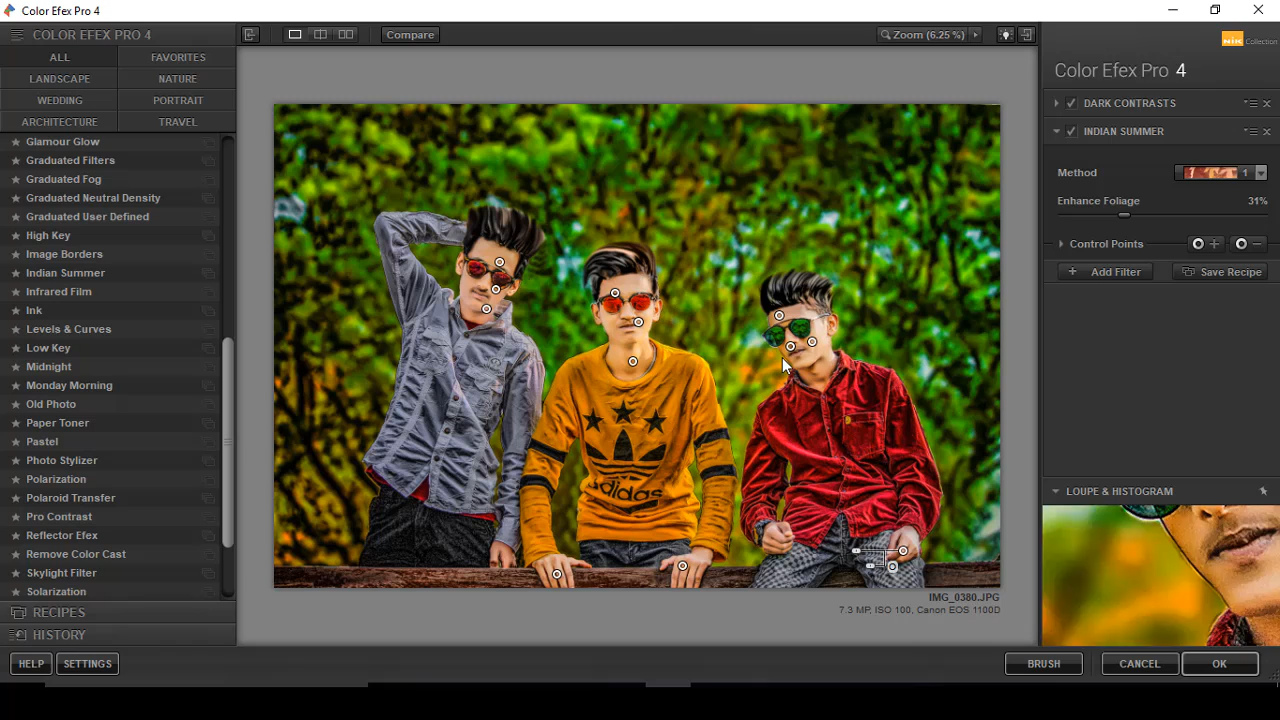 Color Efex Pro 4
COLOR EFEX PRO 4
ALL
FAVORITES
LANDSCAPE
NATURE
WEDDING
PORTRAIT
ARCHITECTURE
TRAVEL
Glamour Glow
Graduated Filters
Graduated Fog
Graduated Neutral Density
Graduated User Defined
High Key
Image Borders
Indian Summer
Infrared Film
Ink
Levels & Curves
Low Key
Midnight
Monday Morning
Old Photo
Paper Toner
Pastel
Photo Stylizer
Polarization
Polaroid Transfer
Pro Contrast
Reflector Efex
Remove Color Cast
Skylight Filter
Solarization
RECIPES
HISTORY
HELP
SETTINGS
Compare
Zoom (6.25 %)
adidas
IMG_0380.JPG
7.3 MP, ISO 100, Canon EOS 1100D
NiK Collection
Color Efex Pro 4
DARK CONTRASTS
INDIAN SUMMER
Method 1
Enhance Foliage 31%
Control Points
Add Filter
Save Recipe
LOUPE & HISTOGRAM
BRUSH
CANCEL
OK